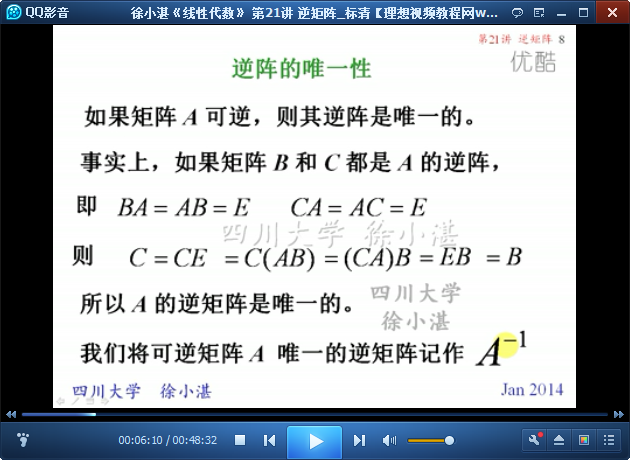 QQ影音
徐小湛《线性代数》 第21讲 逆矩阵_标清〖理想视频教程网w...
第21讲 逆矩阵 8
优酷
逆阵的唯一性
如果矩阵 A 可逆，则其逆阵是唯一的。
事实上，如果矩阵 B 和 C 都是 A 的逆阵，
即 BA = AB = E CA = AC = E
四川大学 徐小湛
则 C = CE = C(AB) = (CA)B = EB = B
所以 A 的逆矩阵是唯一的。
四川大学
徐小湛
我们将可逆矩阵 A 唯一的逆矩阵记作 A⁻¹
四川大学 徐小湛 Jan 2014
00:06:10 / 00:48:32